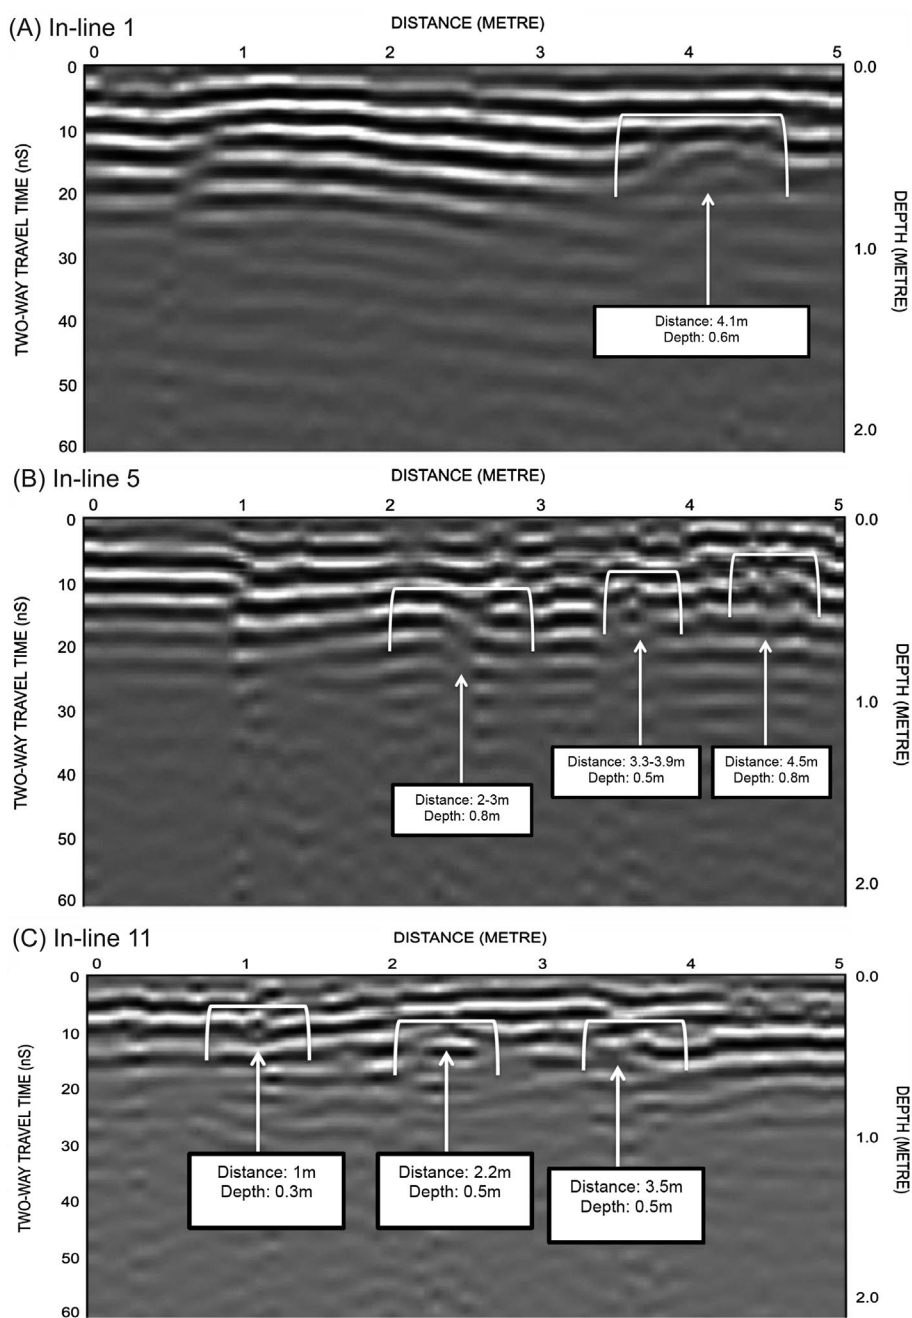 (A) In-line 1
DISTANCE (METRE)
0 1 2 3 4 5
0 10 20 30 40 50 60
TWO-WAY TRAVEL TIME (nS)
0.0 1.0 2.0
DEPTH (METRE)
Distance: 4.1m
Depth: 0.6m
(B) In-line 5
DISTANCE (METRE)
0 1 2 3 4 5
0 10 20 30 40 50 60
TWO-WAY TRAVEL TIME (nS)
0.0 1.0 2.0
DEPTH (METRE)
Distance: 2-3m
Depth: 0.8m
Distance: 3.3-3.9m
Depth: 0.5m
Distance: 4.5m
Depth: 0.8m
(C) In-line 11
DISTANCE (METRE)
0 1 2 3 4 5
0 10 20 30 40 50 60
TWO-WAY TRAVEL TIME (nS)
0.0 1.0 2.0
DEPTH (METRE)
Distance: 1m
Depth: 0.3m
Distance: 2.2m
Depth: 0.5m
Distance: 3.5m
Depth: 0.5m